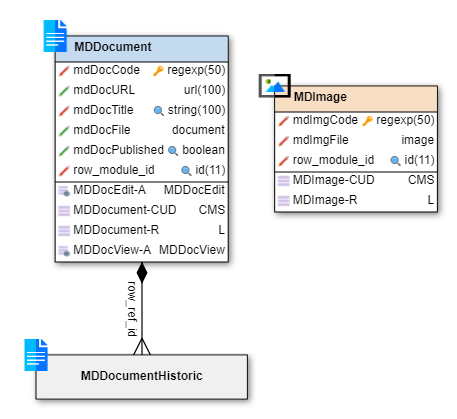 MDDocument
mdDocCode regexp(50)
mdDocURL url(100)
mdDocTitle string(100)
mdDocFile document
mdDocPublished boolean
row_module_id id(11)
MDDocEdit-A MDDocEdit
MDDocument-CUD CMS
MDDocument-R L
MDDocView-A MDDocView
MDImage
mdImgCode regexp(50)
mdImgFile image
row_module_id id(11)
MDImage-CUD CMS
MDImage-R L
row_ref_id
MDDocumentHistoric